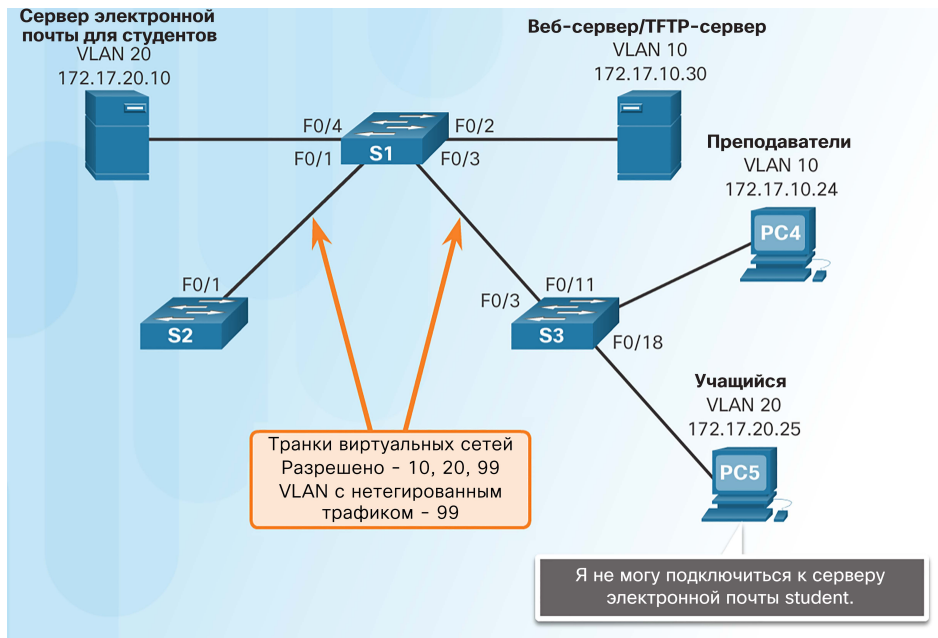 Сервер электронной
почты для студентов
VLAN 20
172.17.20.10
Веб-сервер/TFTP-сервер
VLAN 10
172.17.10.30
F0/4
F0/2
F0/1
S1
F0/3
Преподаватели
VLAN 10
172.17.10.24
PC4
F0/1
S2
F0/11
F0/3
S3
F0/18
Учащийся
VLAN 20
172.17.20.25
PC5
Транки виртуальных сетей
Разрешено - 10, 20, 99
VLAN с нетегированным
трафиком - 99
Я не могу подключиться к серверу
электронной почты student.